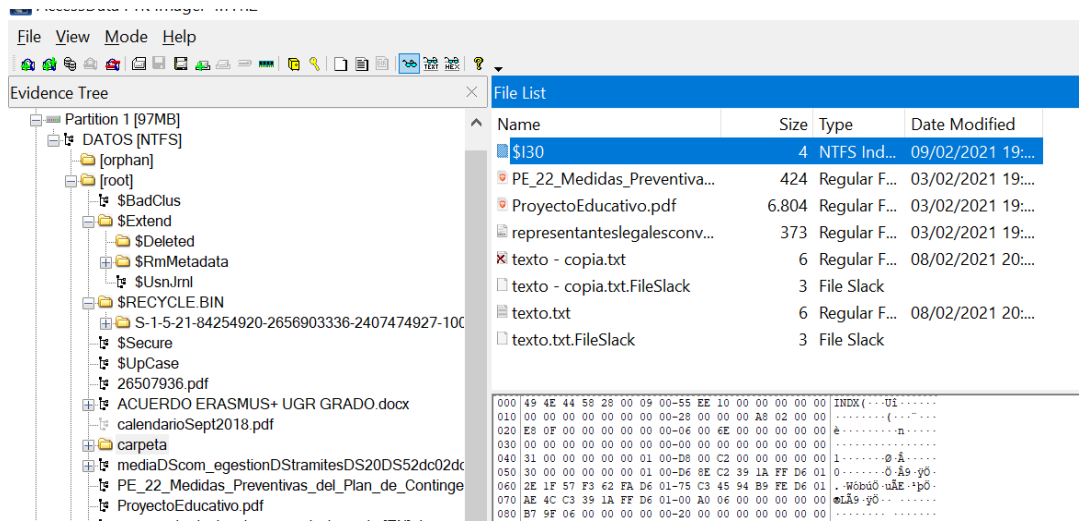 AccessData FTK Imager 4.1.1.2
File View Mode Help
Evidence Tree
Partition 1 [97MB]
DATOS [NTFS]
[orphan]
[root]
$BadClus
$Extend
$Deleted
$RmMetadata
$UsnJrnl
$RECYCLE.BIN
S-1-5-21-84254920-2656903336-2407474927-100
$Secure
$UpCase
26507936.pdf
ACUERDO ERASMUS+ UGR GRADO.docx
calendarioSept2018.pdf
carpeta
mediaDScom_egestionDStramitesDS20DS52dc02dc
PE_22_Medidas_Preventivas_del_Plan_de_Continge
ProyectoEducativo.pdf
File List
Name Size Type Date Modified
$I30 4 NTFS Ind... 09/02/2021 19:...
PE_22_Medidas_Preventiva... 424 Regular F... 03/02/2021 19:...
ProyectoEducativo.pdf 6.804 Regular F... 03/02/2021 19:...
representanteslegalesconv... 373 Regular F... 03/02/2021 19:...
texto - copia.txt 6 Regular F... 08/02/2021 20:...
texto - copia.txt.FileSlack 3 File Slack
texto.txt 6 Regular F... 08/02/2021 20:...
texto.txt.FileSlack 3 File Slack
000 49 4E 44 58 28 00 09 00-55 EE 10 00 00 00 00 00 INDX(···Uî······
010 00 00 00 00 00 00 00 00-28 00 00 00 A8 02 00 00 ········(···¨···
020 E8 0F 00 00 00 00 00 00-06 00 6E 00 00 00 00 00 è·········n·····
030 00 00 00 00 00 00 00 00-00 00 00 00 00 00 00 00 ················
040 31 00 00 00 00 00 01 00-D8 00 C2 00 00 00 00 00 1·······Ø·Â·····
050 30 00 00 00 00 00 01 00-D6 8E C2 39 1A FF D6 01 0·······Ö·Â9·ÿÖ·
060 2E 1F 57 F3 62 FA D6 01-75 C3 45 94 B9 FE D6 01 .·WóbúÖ·uÃE·¹þÖ·
070 AE 4C C3 39 1A FF D6 01-00 A0 06 00 00 00 00 00 ®LÃ9·ÿÖ·· ······
080 B7 9F 06 00 00 00 00 00-20 00 00 00 00 00 00 00